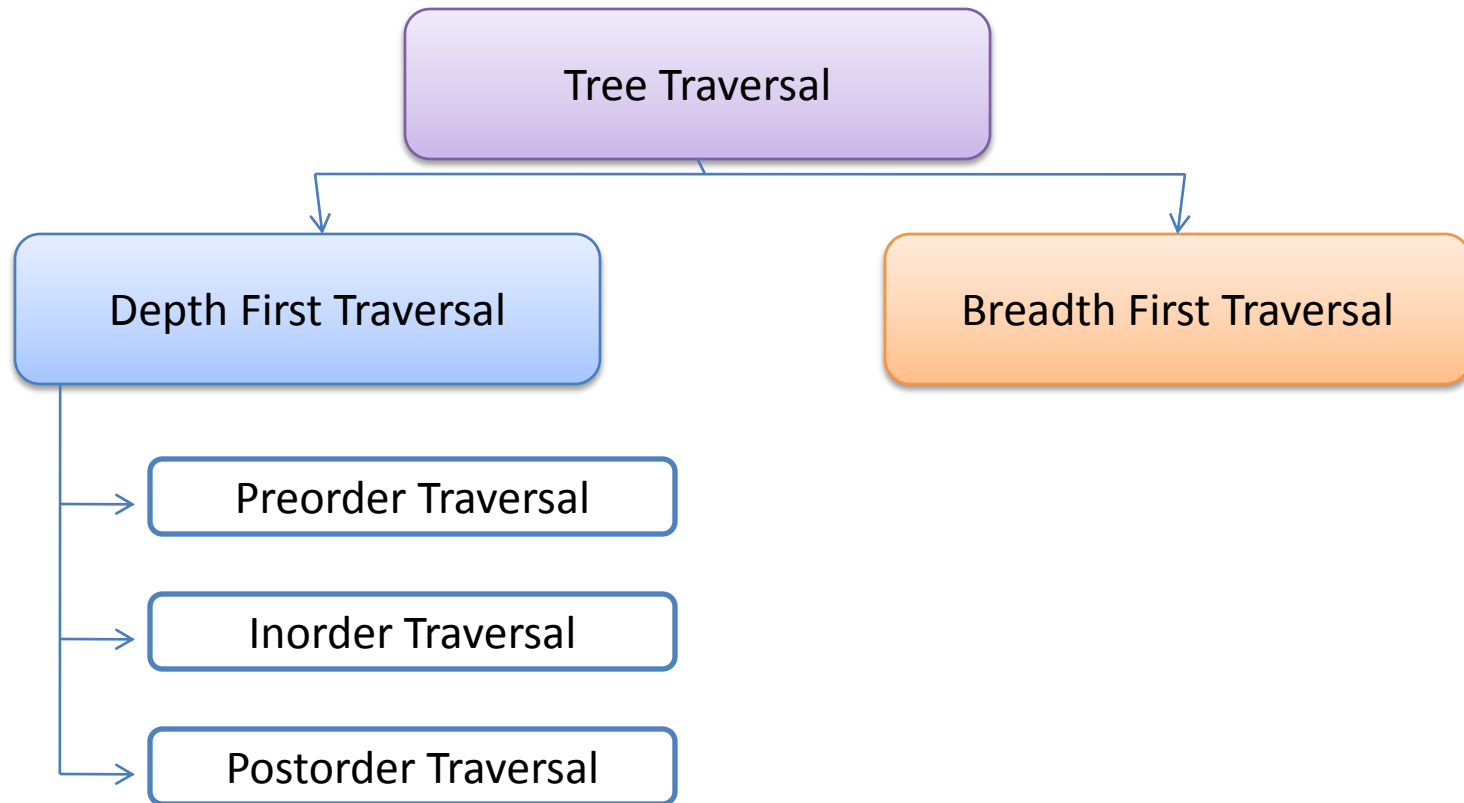 Tree Traversal
Depth First Traversal
Breadth First Traversal
Preorder Traversal
Inorder Traversal
Postorder Traversal